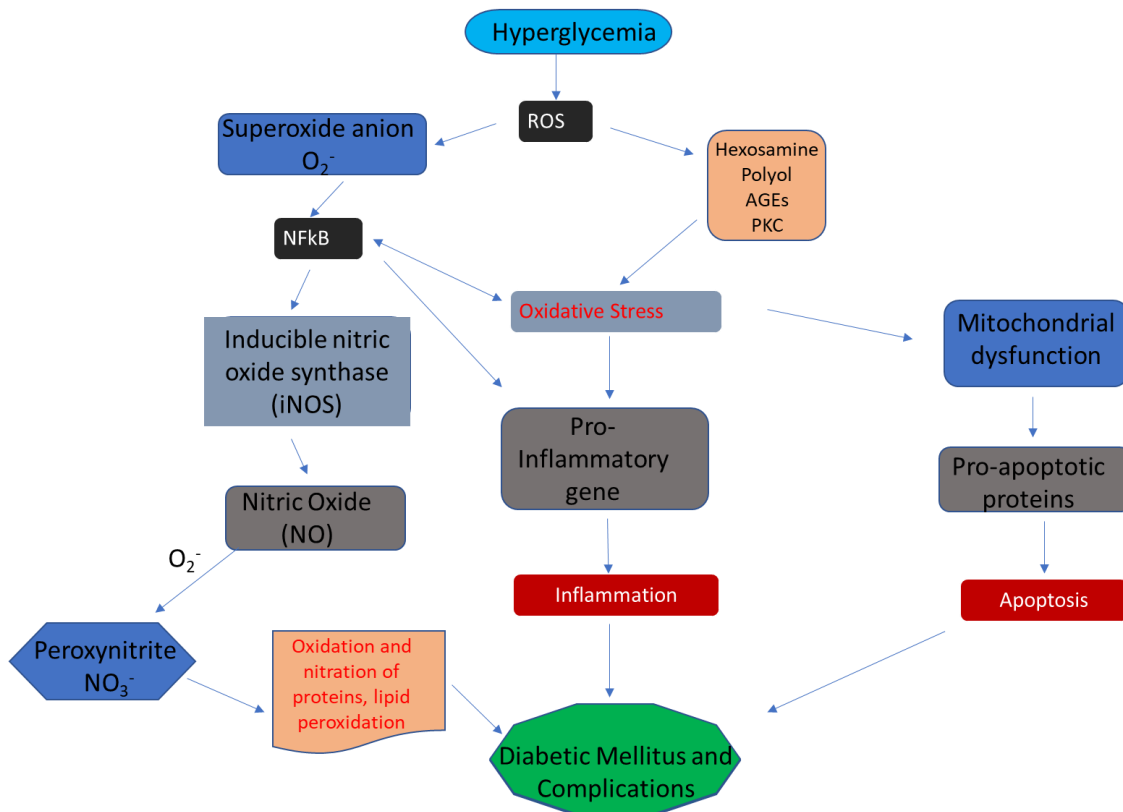 Hyperglycemia
ROS
Superoxide anion
O₂⁻
Hexosamine
Polyol
AGEs
PKC
NFkB
Oxidative Stress
Inducible nitric
oxide synthase
(iNOS)
Mitochondrial
dysfunction
Pro-
Inflammatory
gene
Pro-apoptotic
proteins
Nitric Oxide
(NO)
O₂⁻
Inflammation
Apoptosis
Peroxynitrite
NO₃⁻
Oxidation and
nitration of
proteins, lipid
peroxidation
Diabetic Mellitus and
Complications